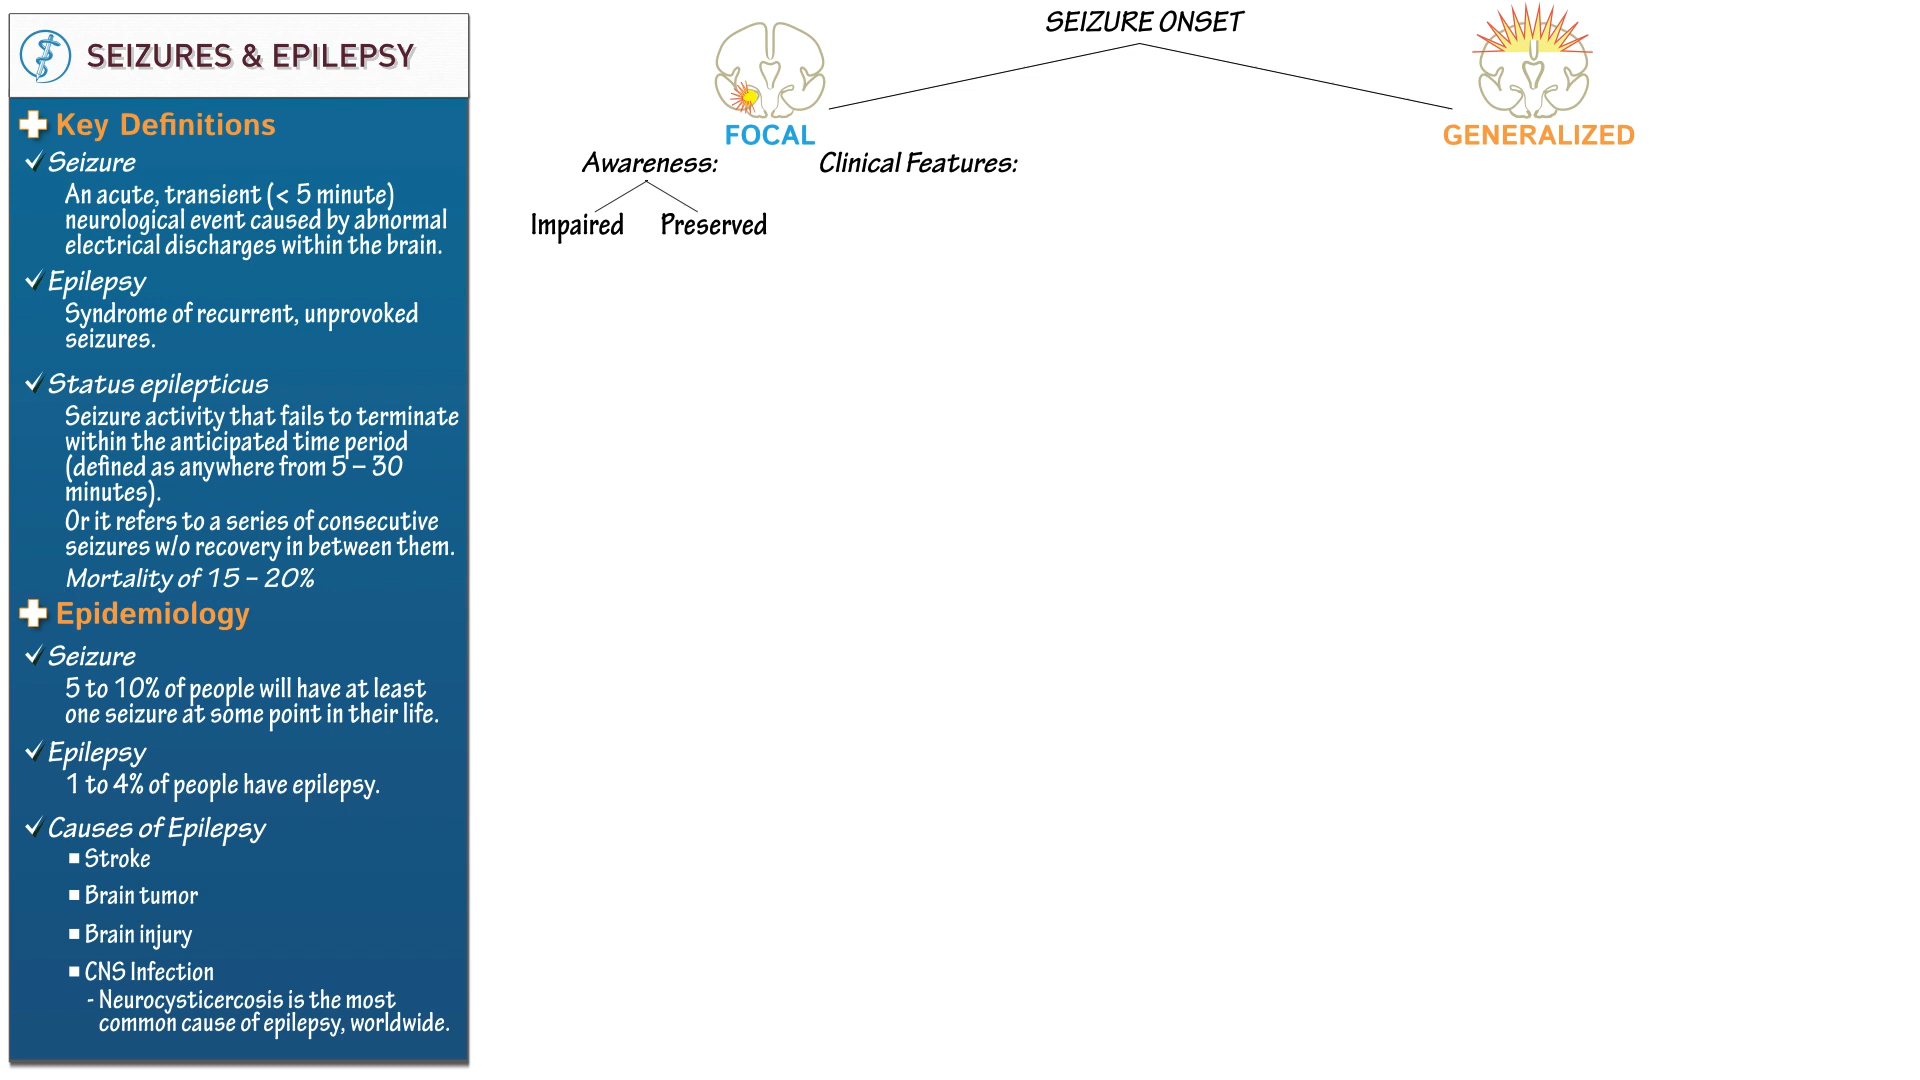 SEIZURES & EPILEPSY
Key Definitions
Seizure
An acute, transient (< 5 minute)
neurological event caused by abnormal
electrical discharges within the brain.
Epilepsy
Syndrome of recurrent, unprovoked
seizures.
Status epilepticus
Seizure activity that fails to terminate
within the anticipated time period
(defined as anywhere from 5 – 30
minutes).
Or it refers to a series of consecutive
seizures w/o recovery in between them.
Mortality of 15 – 20%
Epidemiology
Seizure
5 to 10% of people will have at least
one seizure at some point in their life.
Epilepsy
1 to 4% of people have epilepsy.
Causes of Epilepsy
Stroke
Brain tumor
Brain injury
CNS Infection
- Neurocysticercosis is the most
common cause of epilepsy, worldwide.
SEIZURE ONSET
FOCAL
GENERALIZED
Awareness: Clinical Features:
Impaired Preserved